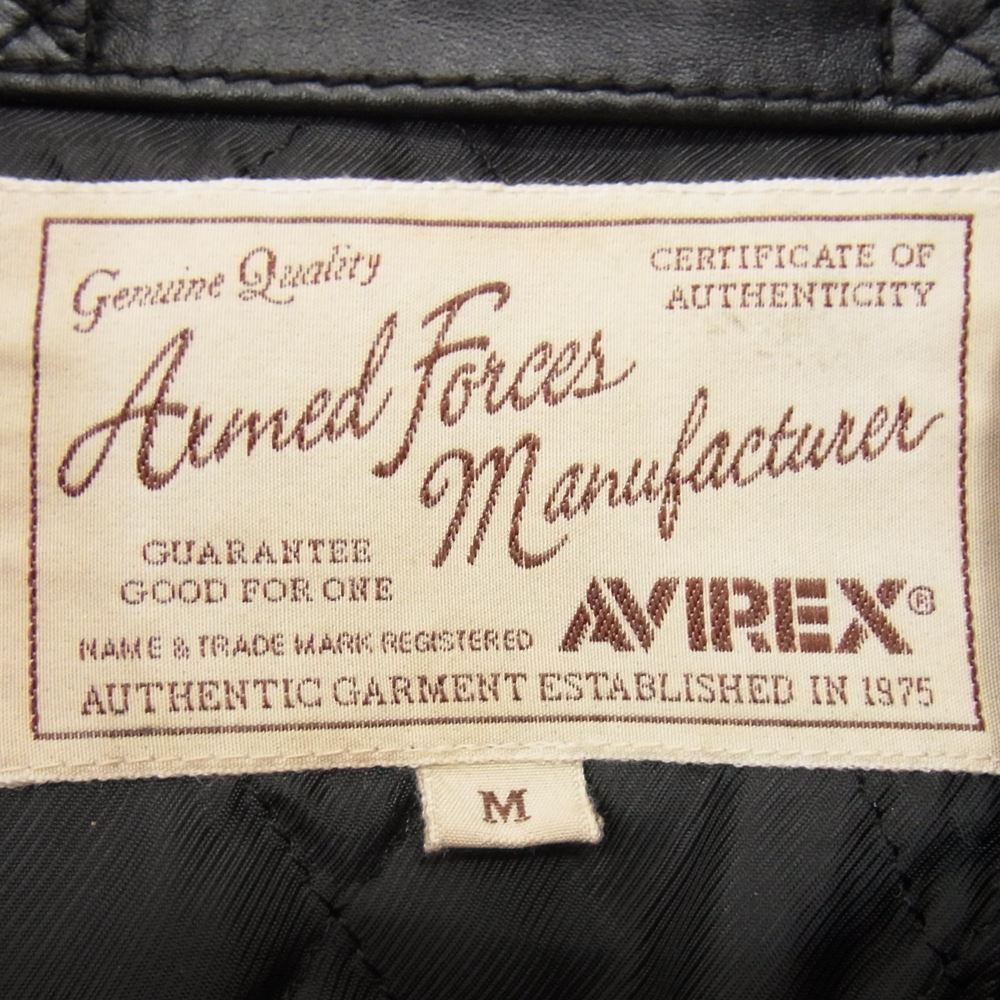 Genuine Quality
CERTIFICATE OF
AUTHENTICITY
Armed Forces
Manufacturer
GUARANTEE
GOOD FOR ONE
AVIREX®
NAME & TRADE MARK REGISTERED
AUTHENTIC GARMENT ESTABLISHED IN 1975
M